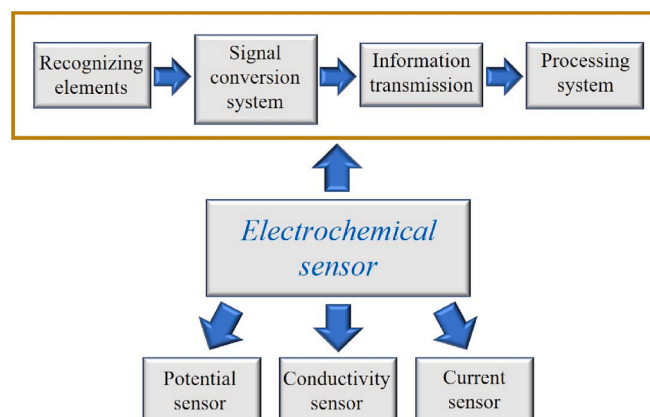 Recognizing
elements
Signal
conversion
system
Information
transmission
Processing
system
Electrochemical
sensor
Potential
sensor
Conductivity
sensor
Current
sensor